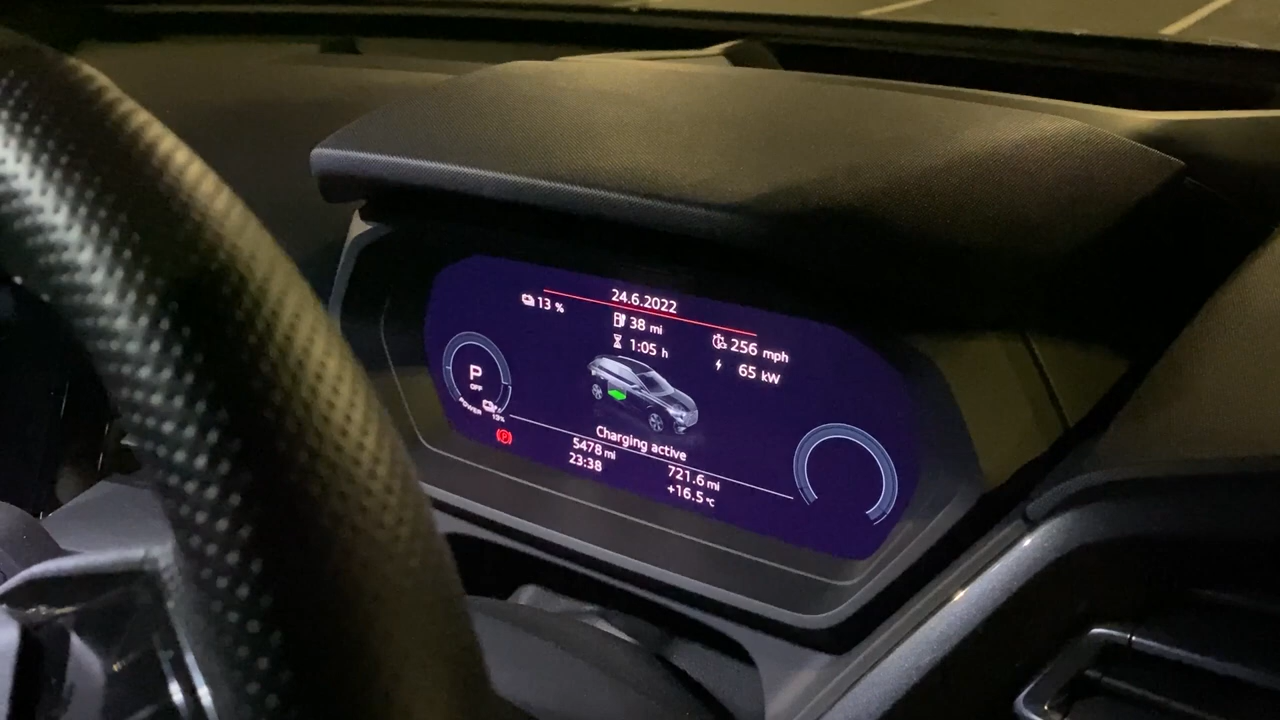 24.6.2022
13 %
38 mi
256 mph
1:05 h
65 kW
P
OFF
POWER
13%
Charging active
5478 mi
721.6 mi
23:38
+16.5 °C